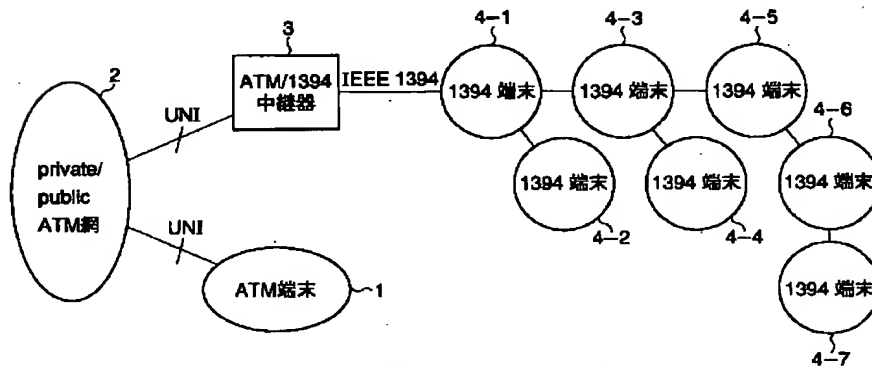 3
4-1
4-3
4-5
2
ATM/1394
中継器
IEEE 1394
1394 端末
1394 端末
1394 端末
4-6
UNI
private/
public
ATM網
1394 端末
1394 端末
1394 端末
UNI
4-2
4-4
ATM端末
1
1394 端末
4-7